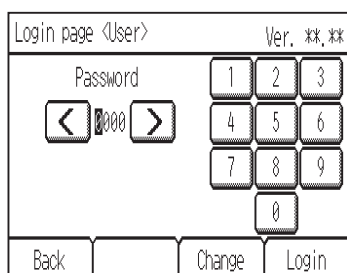 Login page <User> Ver. **.**
Password
< 0000 >
1 2 3
4 5 6
7 8 9
0
Back Change Login